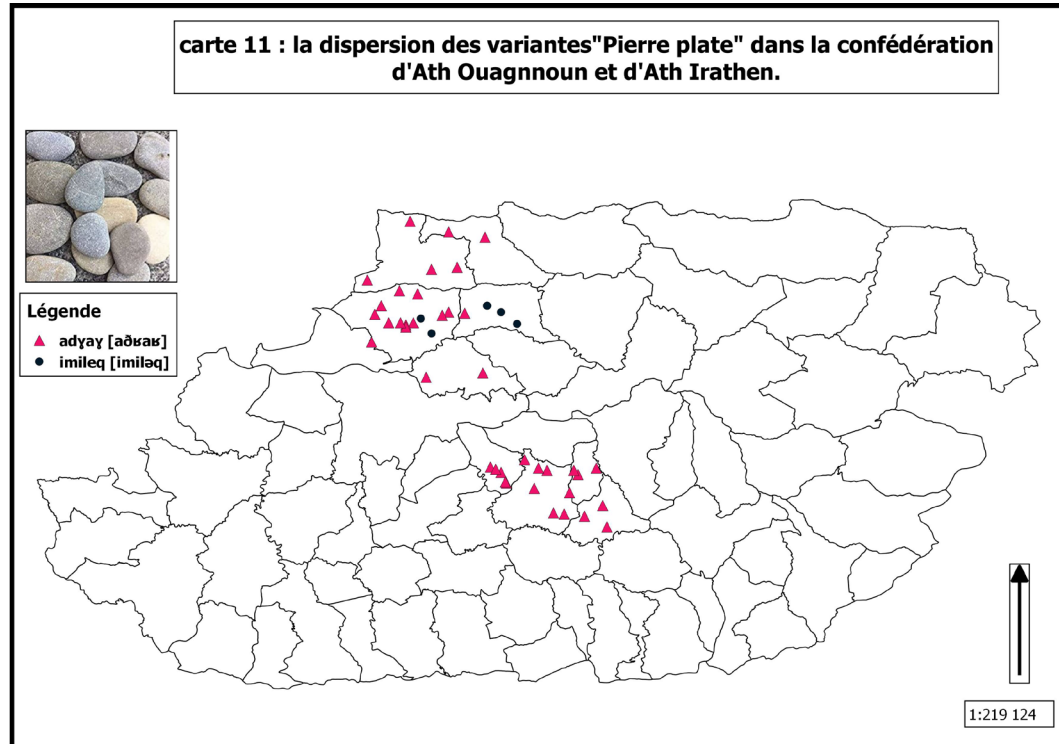 carte 11 : la dispersion des variantes"Pierre plate" dans la confédération
d'Ath Ouagnnoun et d'Ath Irathen.
Légende
adɣaɣ [aðʁaʁ]
imileq [imiləq]
1:219 124